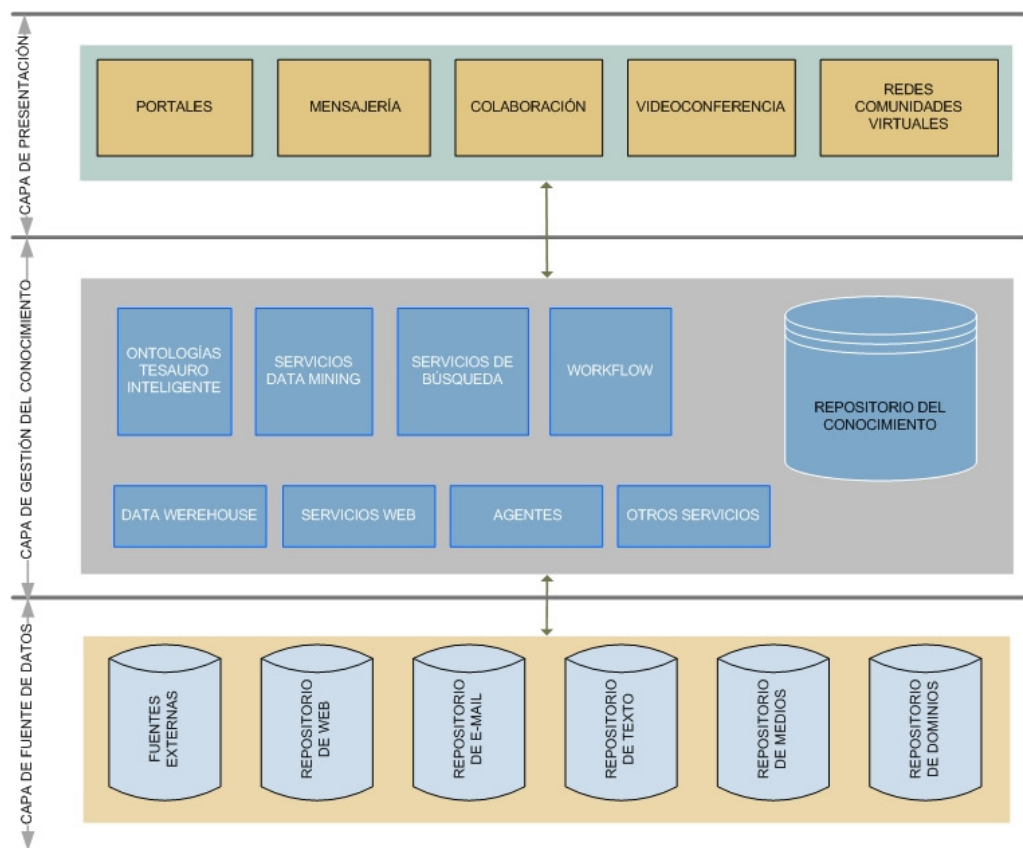 CAPA DE PRESENTACIÓN
PORTALES
MENSAJERÍA
COLABORACIÓN
VIDEOCONFERENCIA
REDES
COMUNIDADES
VIRTUALES
CAPA DE GESTIÓN DEL CONOCIMIENTO
ONTOLOGÍAS
TESAURO
INTELIGENTE
SERVICIOS
DATA MINING
SERVICIOS DE
BÚSQUEDA
WORKFLOW
REPOSITORIO DEL
CONOCIMIENTO
DATA WEREHOUSE
SERVICIOS WEB
AGENTES
OTROS SERVICIOS
CAPA DE FUENTE DE DATOS
FUENTES
EXTERNAS
REPOSITORIO
DE WEB
REPOSITORIO
DE E-MAIL
REPOSITORIO
DE TEXTO
REPOSITORIO
DE MEDIOS
REPOSITORIO
DE DOMINIOS